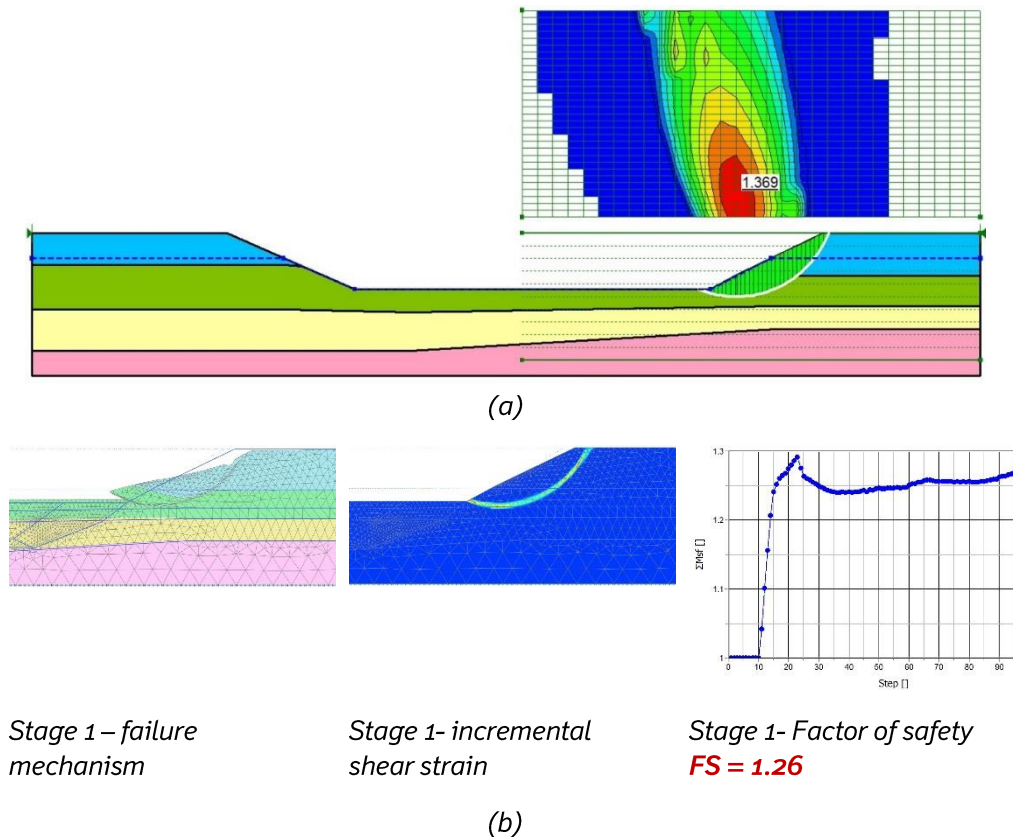 1.369
(a)
1.3
1.2
1.1
1
ΣMsf []
0 10 20 30 40 50 60 70 80 90
Step []
Stage 1 – failure
mechanism
Stage 1- incremental
shear strain
Stage 1- Factor of safety
FS = 1.26
(b)